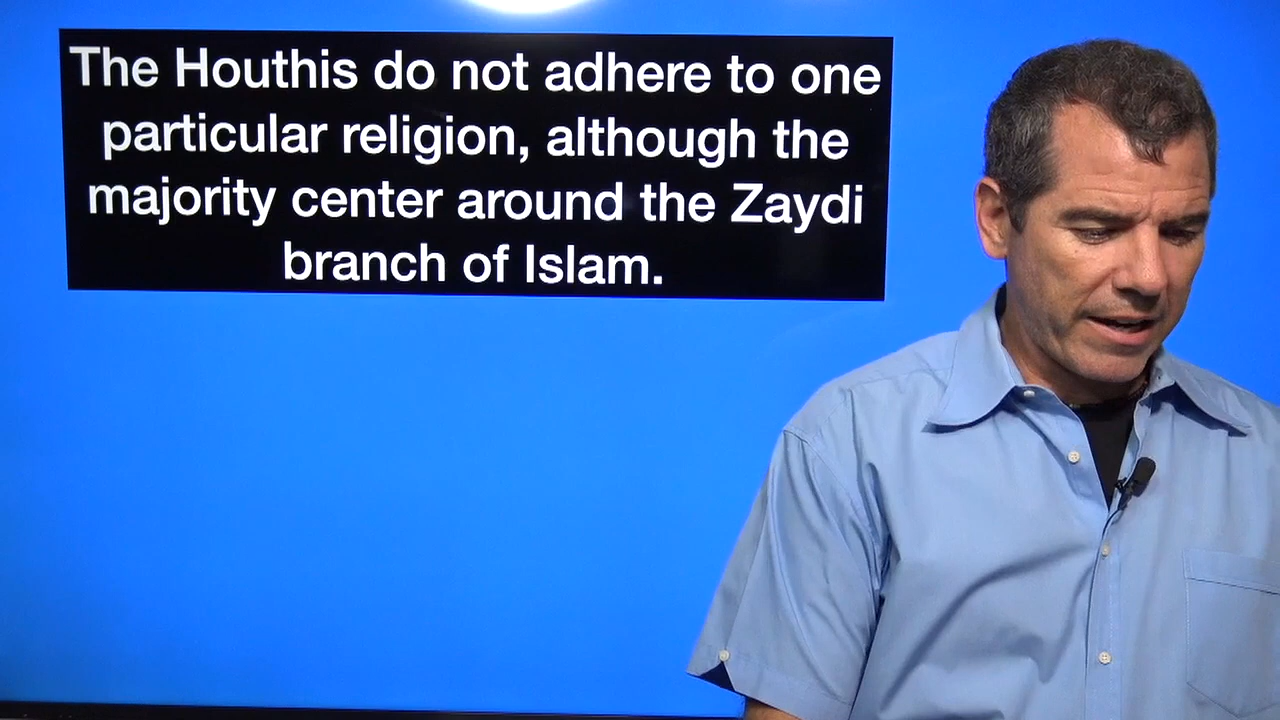 The Houthis do not adhere to one
particular religion, although the
majority center around the Zaydi
branch of Islam.